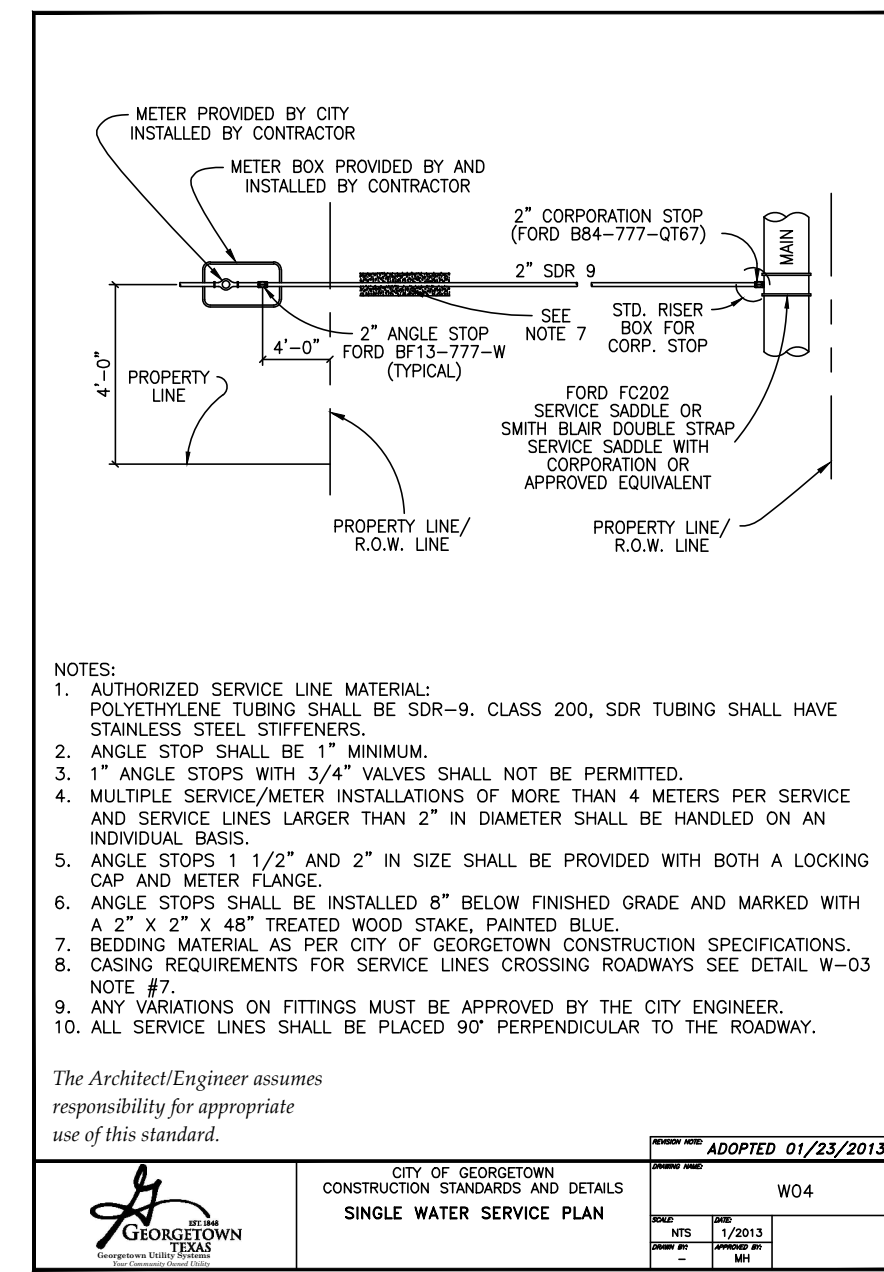 METER PROVIDED BY CITY
INSTALLED BY CONTRACTOR
METER BOX PROVIDED BY AND
INSTALLED BY CONTRACTOR
2" CORPORATION STOP
(FORD B84-777-QT67)
MAIN
2" SDR 9
SEE
NOTE 7
STD. RISER
BOX FOR
CORP. STOP
2" ANGLE STOP
FORD BF13-777-W
(TYPICAL)
4'-0"
4'-0"
PROPERTY
LINE
FORD FC202
SERVICE SADDLE OR
SMITH BLAIR DOUBLE STRAP
SERVICE SADDLE WITH
CORPORATION OR
APPROVED EQUIVALENT
PROPERTY LINE/
R.O.W. LINE
PROPERTY LINE/
R.O.W. LINE
NOTES:
1. AUTHORIZED SERVICE LINE MATERIAL:
POLYETHYLENE TUBING SHALL BE SDR-9. CLASS 200, SDR TUBING SHALL HAVE
STAINLESS STEEL STIFFENERS.
2. ANGLE STOP SHALL BE 1" MINIMUM.
3. 1" ANGLE STOPS WITH 3/4" VALVES SHALL NOT BE PERMITTED.
4. MULTIPLE SERVICE/METER INSTALLATIONS OF MORE THAN 4 METERS PER SERVICE
AND SERVICE LINES LARGER THAN 2" IN DIAMETER SHALL BE HANDLED ON AN
INDIVIDUAL BASIS.
5. ANGLE STOPS 1 1/2" AND 2" IN SIZE SHALL BE PROVIDED WITH BOTH A LOCKING
CAP AND METER FLANGE.
6. ANGLE STOPS SHALL BE INSTALLED 8" BELOW FINISHED GRADE AND MARKED WITH
A 2" X 2" X 48" TREATED WOOD STAKE, PAINTED BLUE.
7. BEDDING MATERIAL AS PER CITY OF GEORGETOWN CONSTRUCTION SPECIFICATIONS.
8. CASING REQUIREMENTS FOR SERVICE LINES CROSSING ROADWAYS SEE DETAIL W-03
NOTE #7.
9. ANY VARIATIONS ON FITTINGS MUST BE APPROVED BY THE CITY ENGINEER.
10. ALL SERVICE LINES SHALL BE PLACED 90° PERPENDICULAR TO THE ROADWAY.
The Architect/Engineer assumes
responsibility for appropriate
use of this standard.
REVISION NOTE:
ADOPTED 01/23/2013
EST. 1848
GEORGETOWN
TEXAS
Georgetown Utility Systems
Your Community Owned Utility
CITY OF GEORGETOWN
CONSTRUCTION STANDARDS AND DETAILS
SINGLE WATER SERVICE PLAN
DRAWING NAME:
W04
SCALE:
NTS
DATE:
1/2013
DRAWN BY:
-
APPROVED BY:
MH